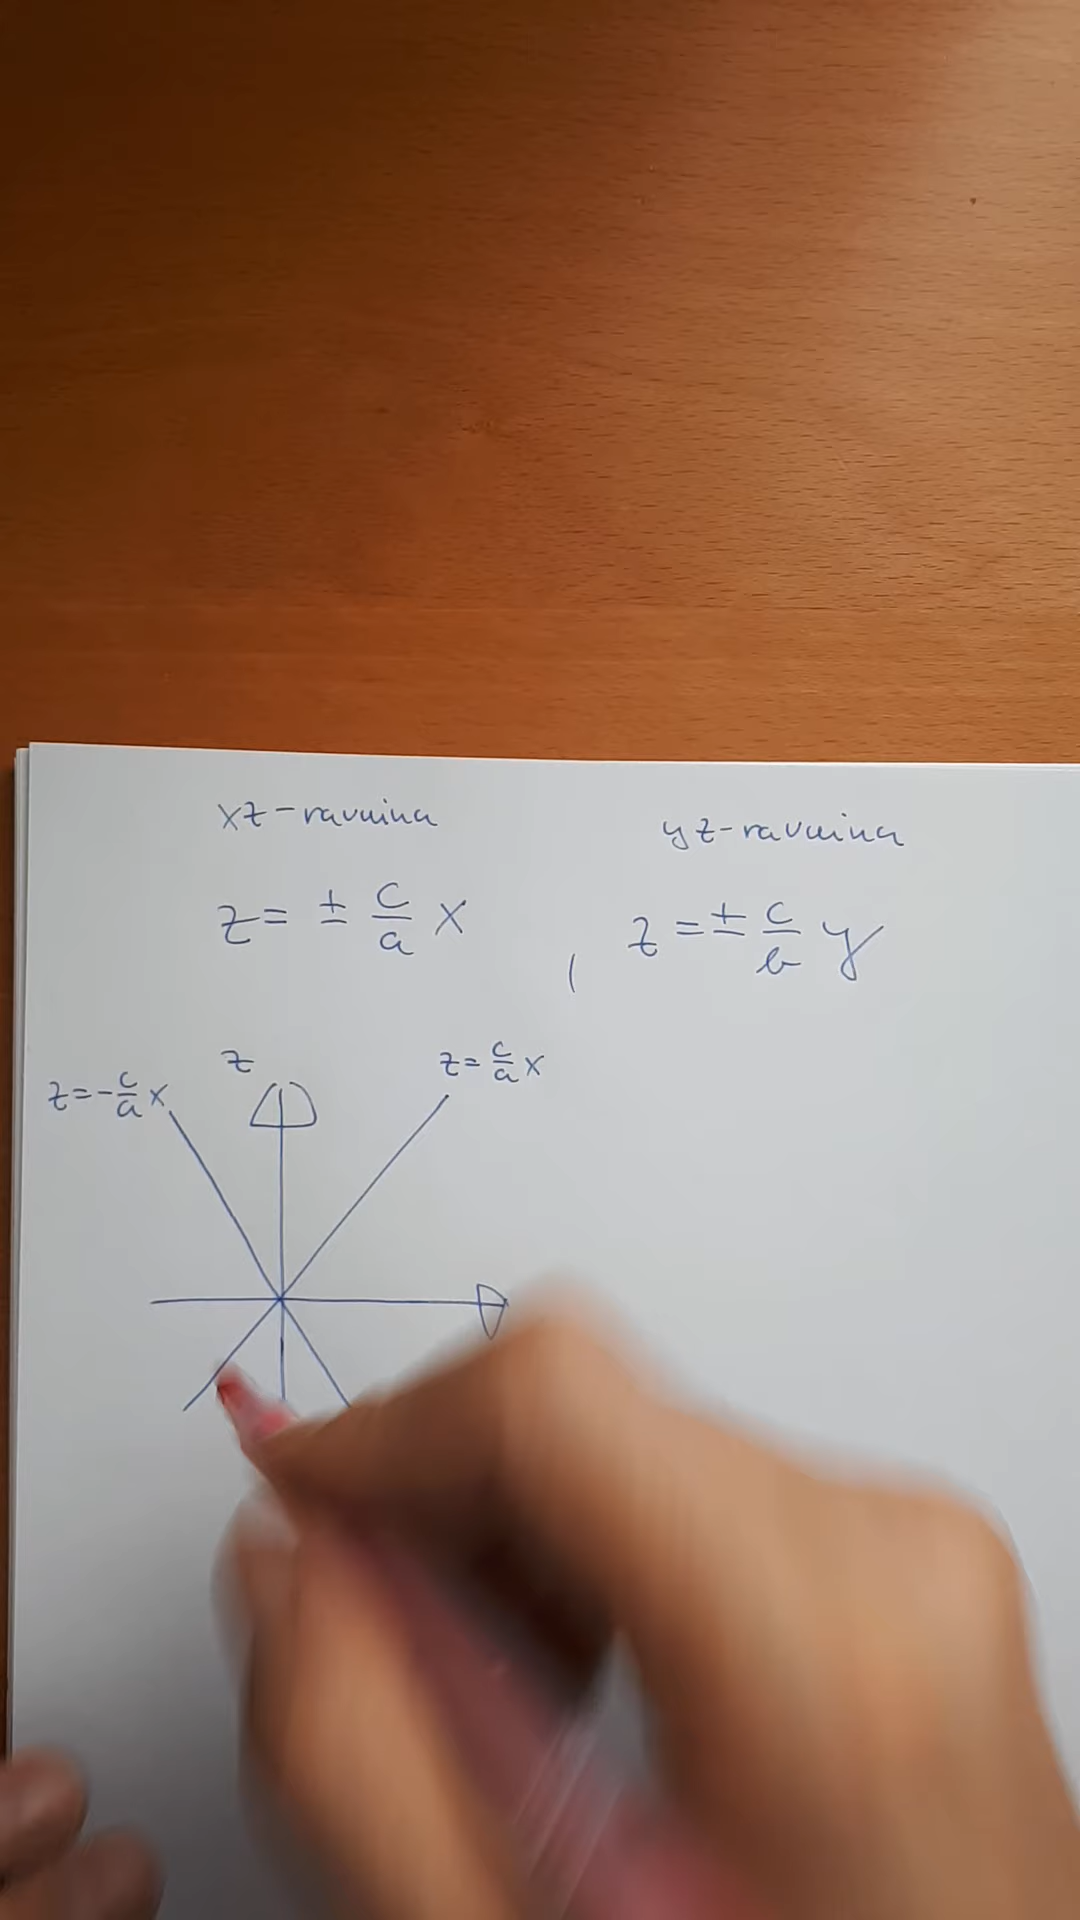 xz-ravnina
yz-ravnina
z = ± c/a x
, z = ± c/b y
z
z = c/a x
z = - c/a x